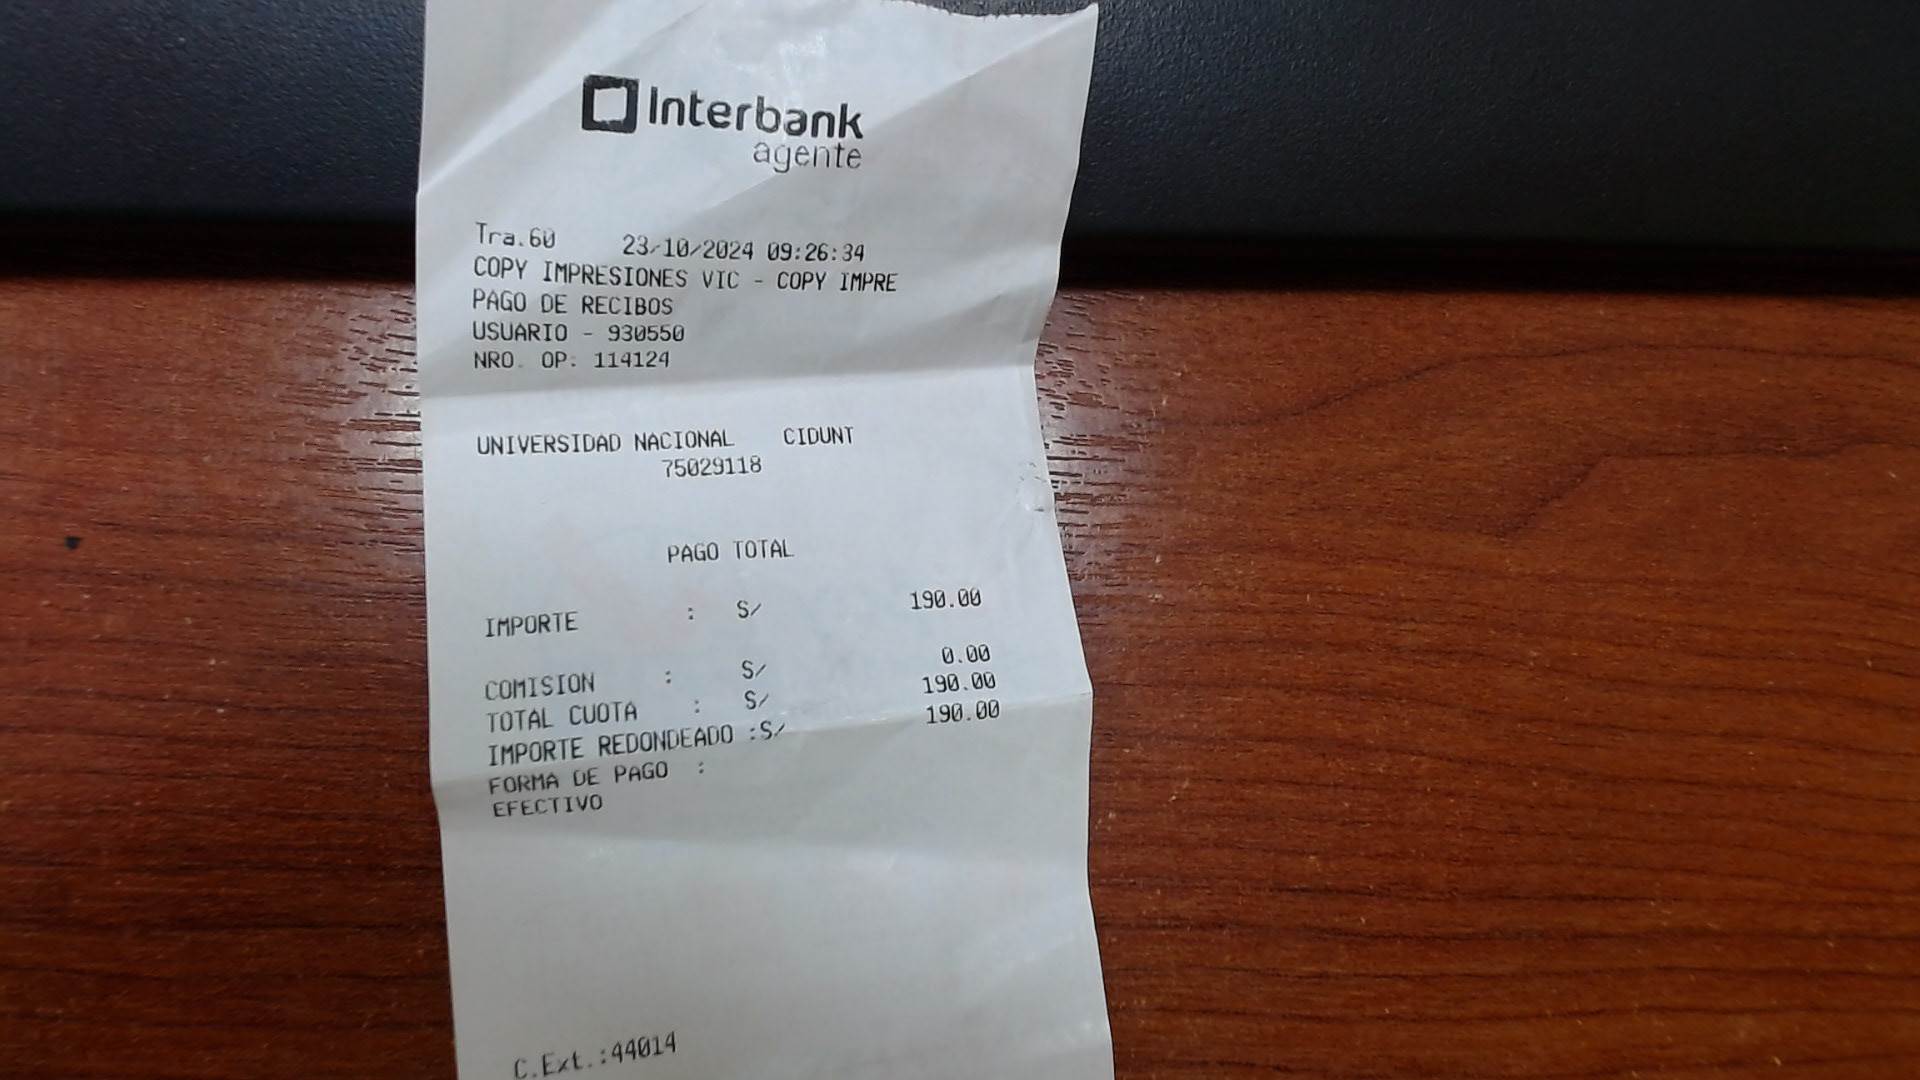 Interbank
agente
Tra.60 23/10/2024 09:26:34
COPY IMPRESIONES VIC - COPY IMPRE
PAGO DE RECIBOS
USUARIO - 930550
NRO. OP: 114124
UNIVERSIDAD NACIONAL CIDUNT
75029118
PAGO TOTAL
IMPORTE : S/ 190.00
COMISION : S/ 0.00
TOTAL CUOTA : S/ 190.00
IMPORTE REDONDEADO :S/ 190.00
FORMA DE PAGO :
EFECTIVO
C.Ext.:44014